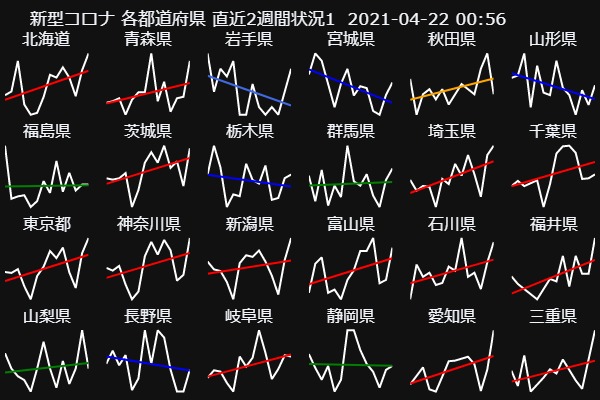 新型コロナ 各都道府県 直近2週間状況1 2021-04-22 00:56
北海道 青森県 岩手県 宮城県 秋田県 山形県
福島県 茨城県 栃木県 群馬県 埼玉県 千葉県
東京都 神奈川県 新潟県 富山県 石川県 福井県
山梨県 長野県 岐阜県 静岡県 愛知県 三重県